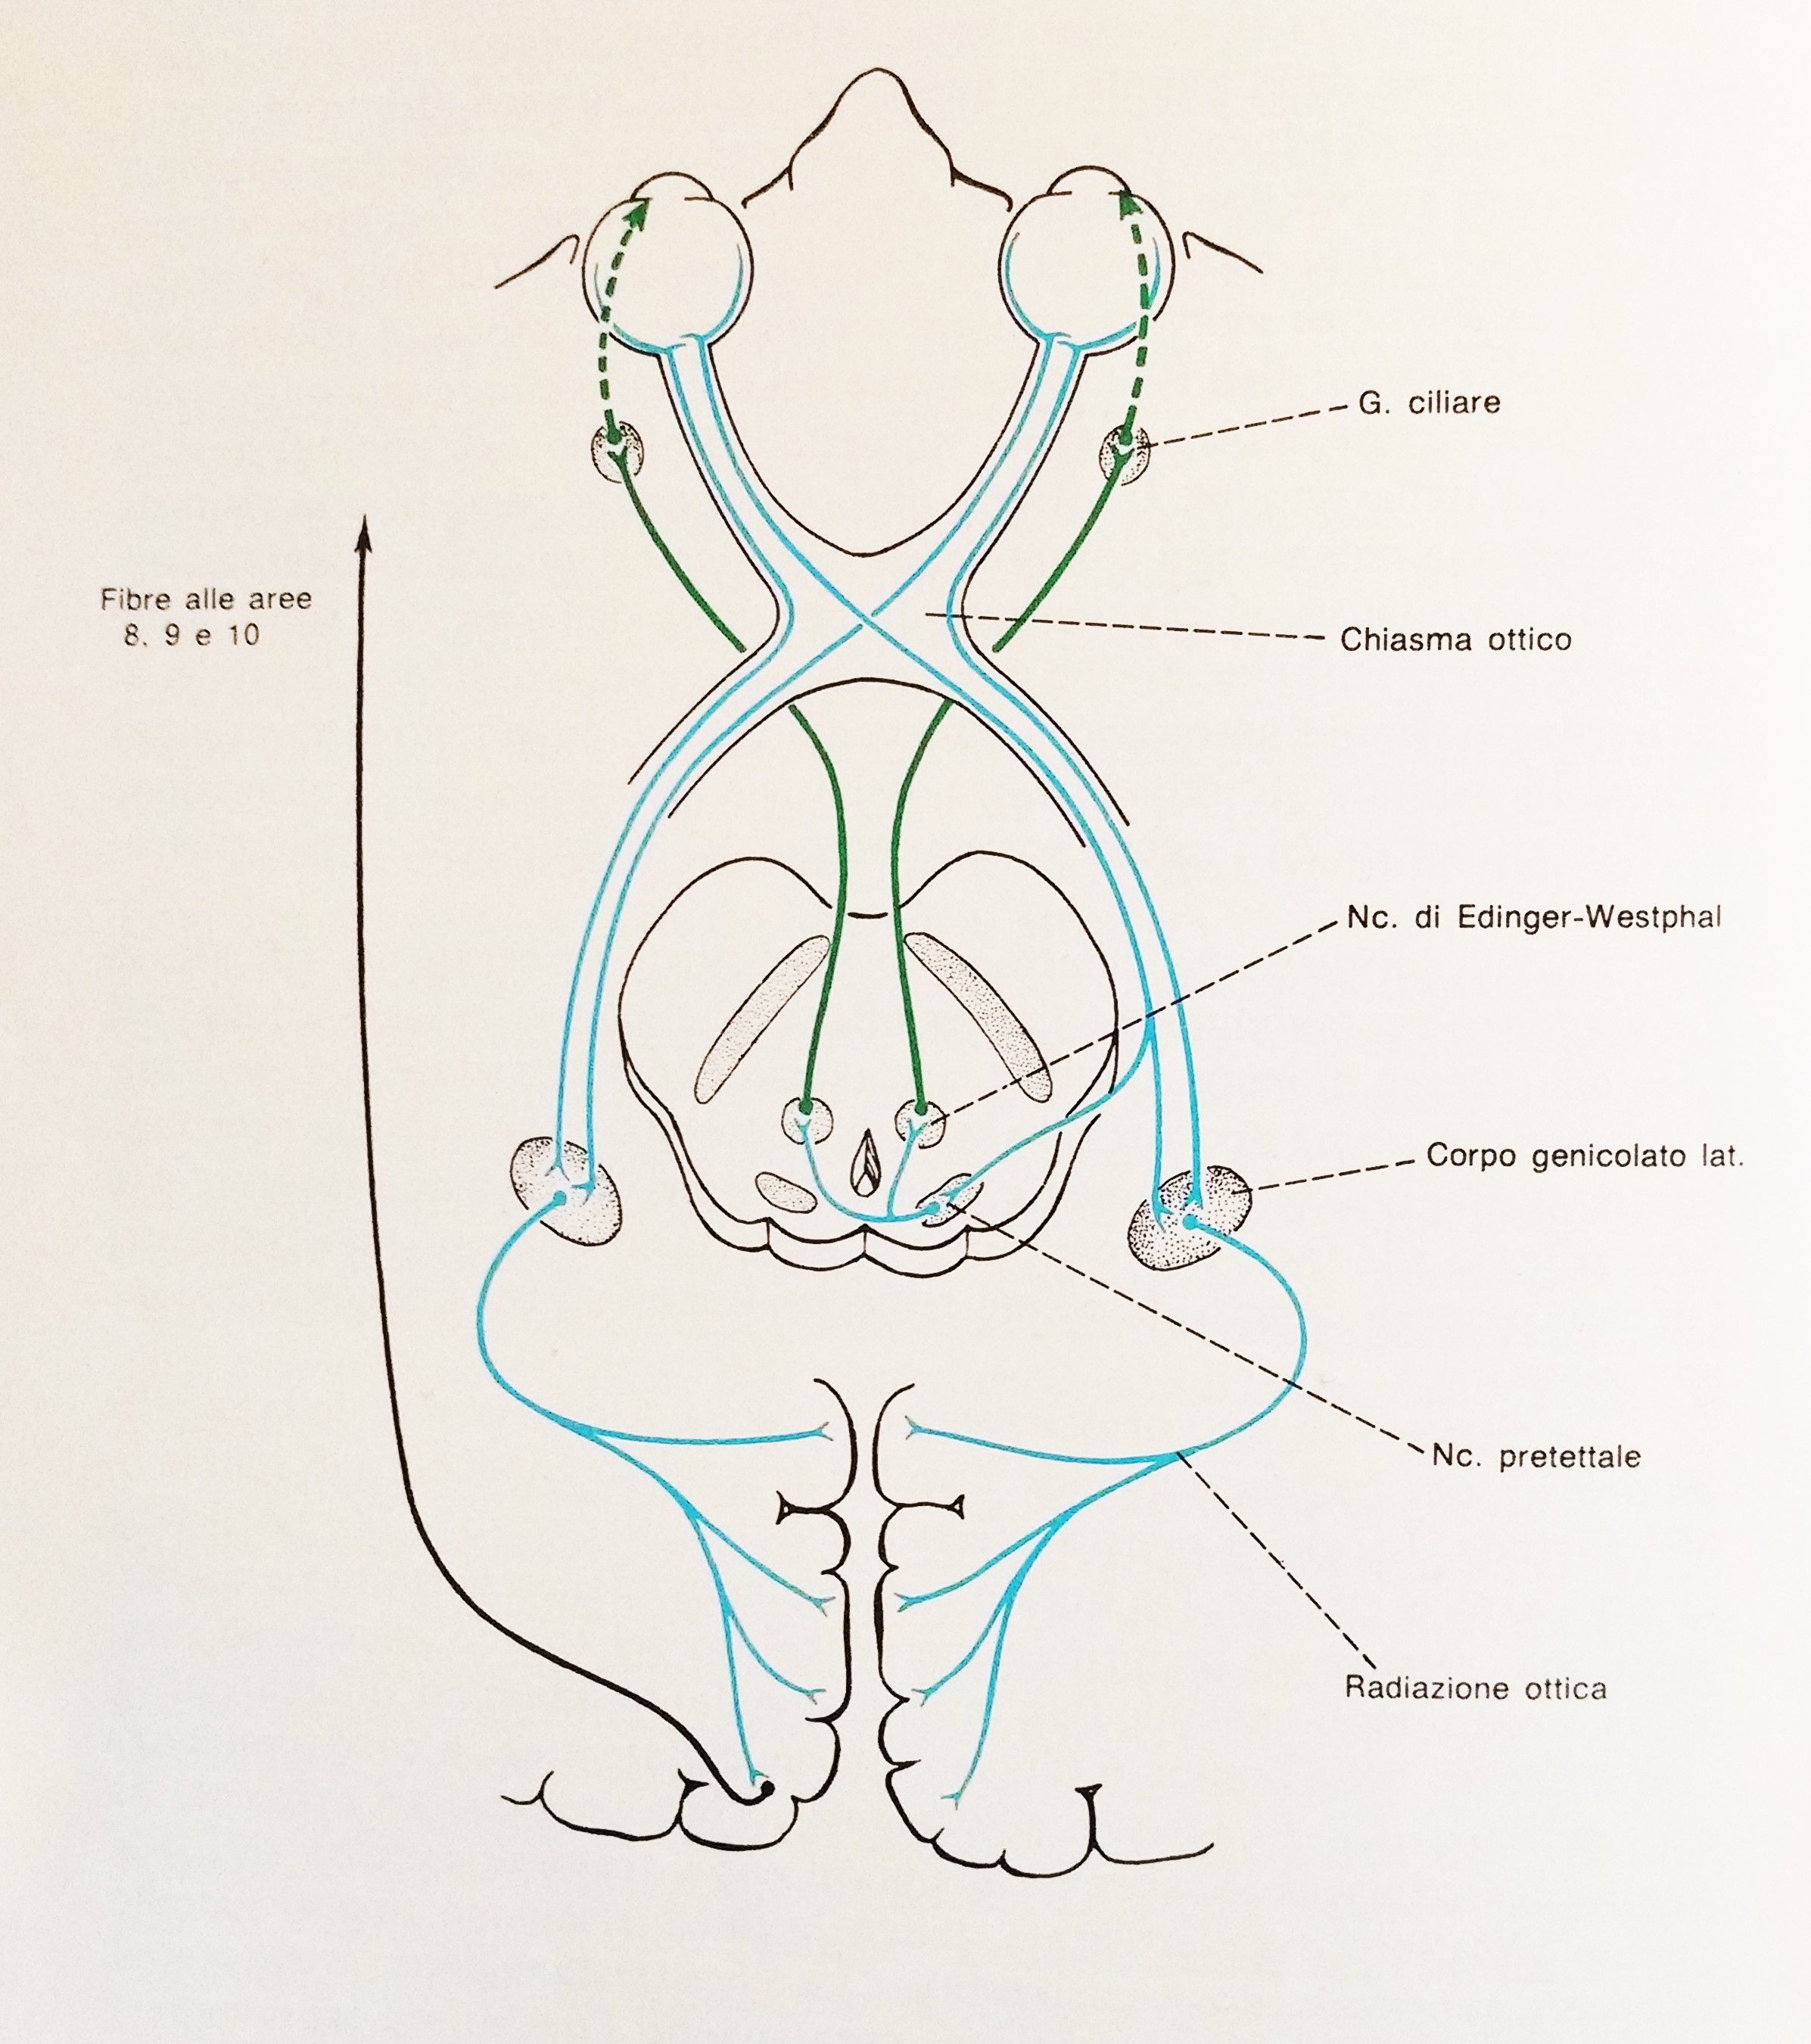 G. ciliare
Fibre alle aree
8. 9 e 10
Chiasma ottico
Nc. di Edinger-Westphal
Corpo genicolato lat.
Nc. pretettale
Radiazione ottica